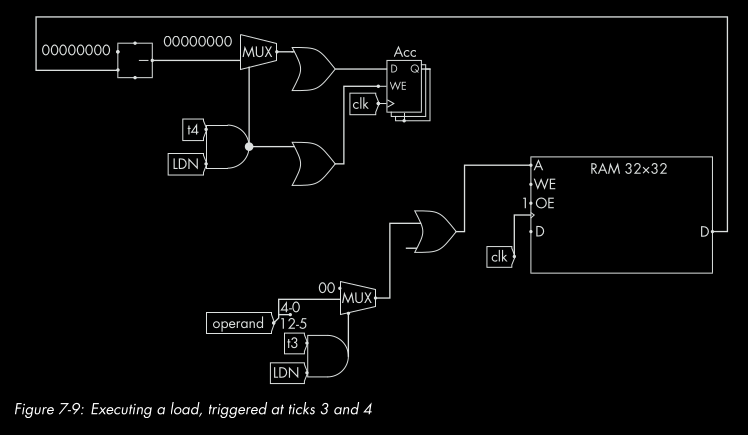 00000000
00000000
MUX
Acc
D Q
WE
clk
t4
LDN
RAM 32×32
A
WE
1 OE
D
D
clk
00
MUX
4-0
operand
12-5
t3
LDN
Figure 7-9: Executing a load, triggered at ticks 3 and 4